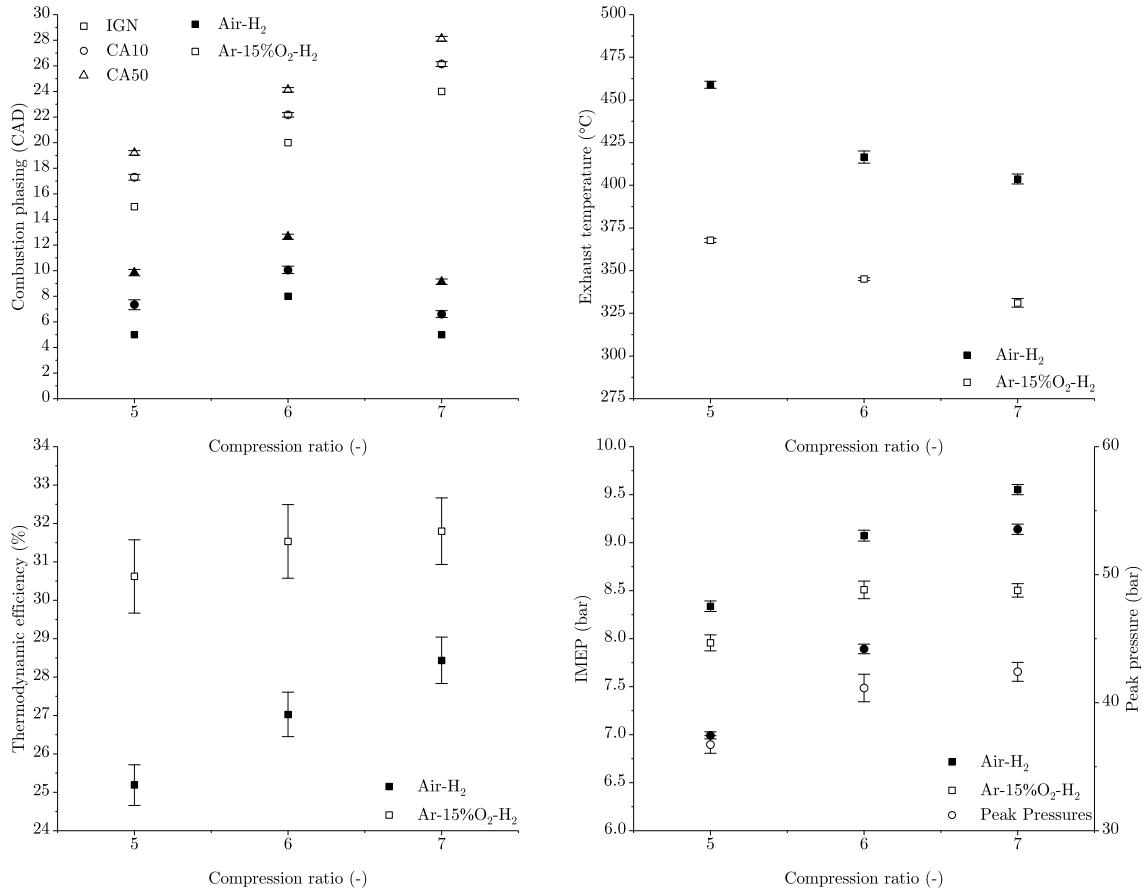 30
28
26
24
22
20
18
16
14
12
10
8
6
4
2
0
Combustion phasing (CAD)
IGN
CA10
CA50
Air-H₂
Ar-15%O₂-H₂
5 6 7
Compression ratio (-)
500
475
450
425
400
375
350
325
300
275
Exhaust temperature (°C)
Air-H₂
Ar-15%O₂-H₂
5 6 7
Compression ratio (-)
34
33
32
31
30
29
28
27
26
25
24
Thermodynamic efficiency (%)
Air-H₂
Ar-15%O₂-H₂
5 6 7
Compression ratio (-)
10.0
9.5
9.0
8.5
8.0
7.5
7.0
6.5
6.0
IMEP (bar)
60
50
40
30
Peak pressure (bar)
Air-H₂
Ar-15%O₂-H₂
Peak Pressures
5 6 7
Compression ratio (-)